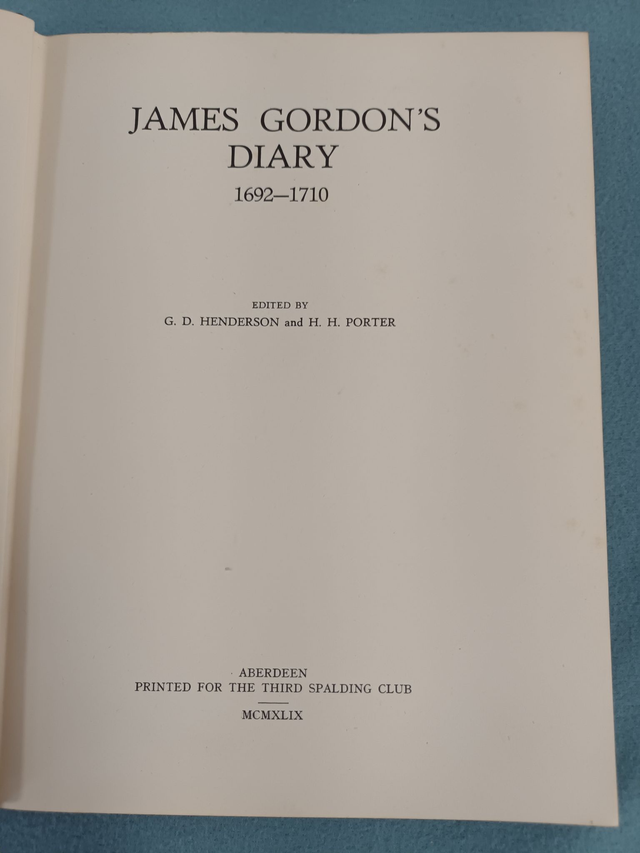 JAMES GORDON'S
DIARY
1692—1710
EDITED BY
G. D. HENDERSON and H. H. PORTER
ABERDEEN
PRINTED FOR THE THIRD SPALDING CLUB
MCMXLIX